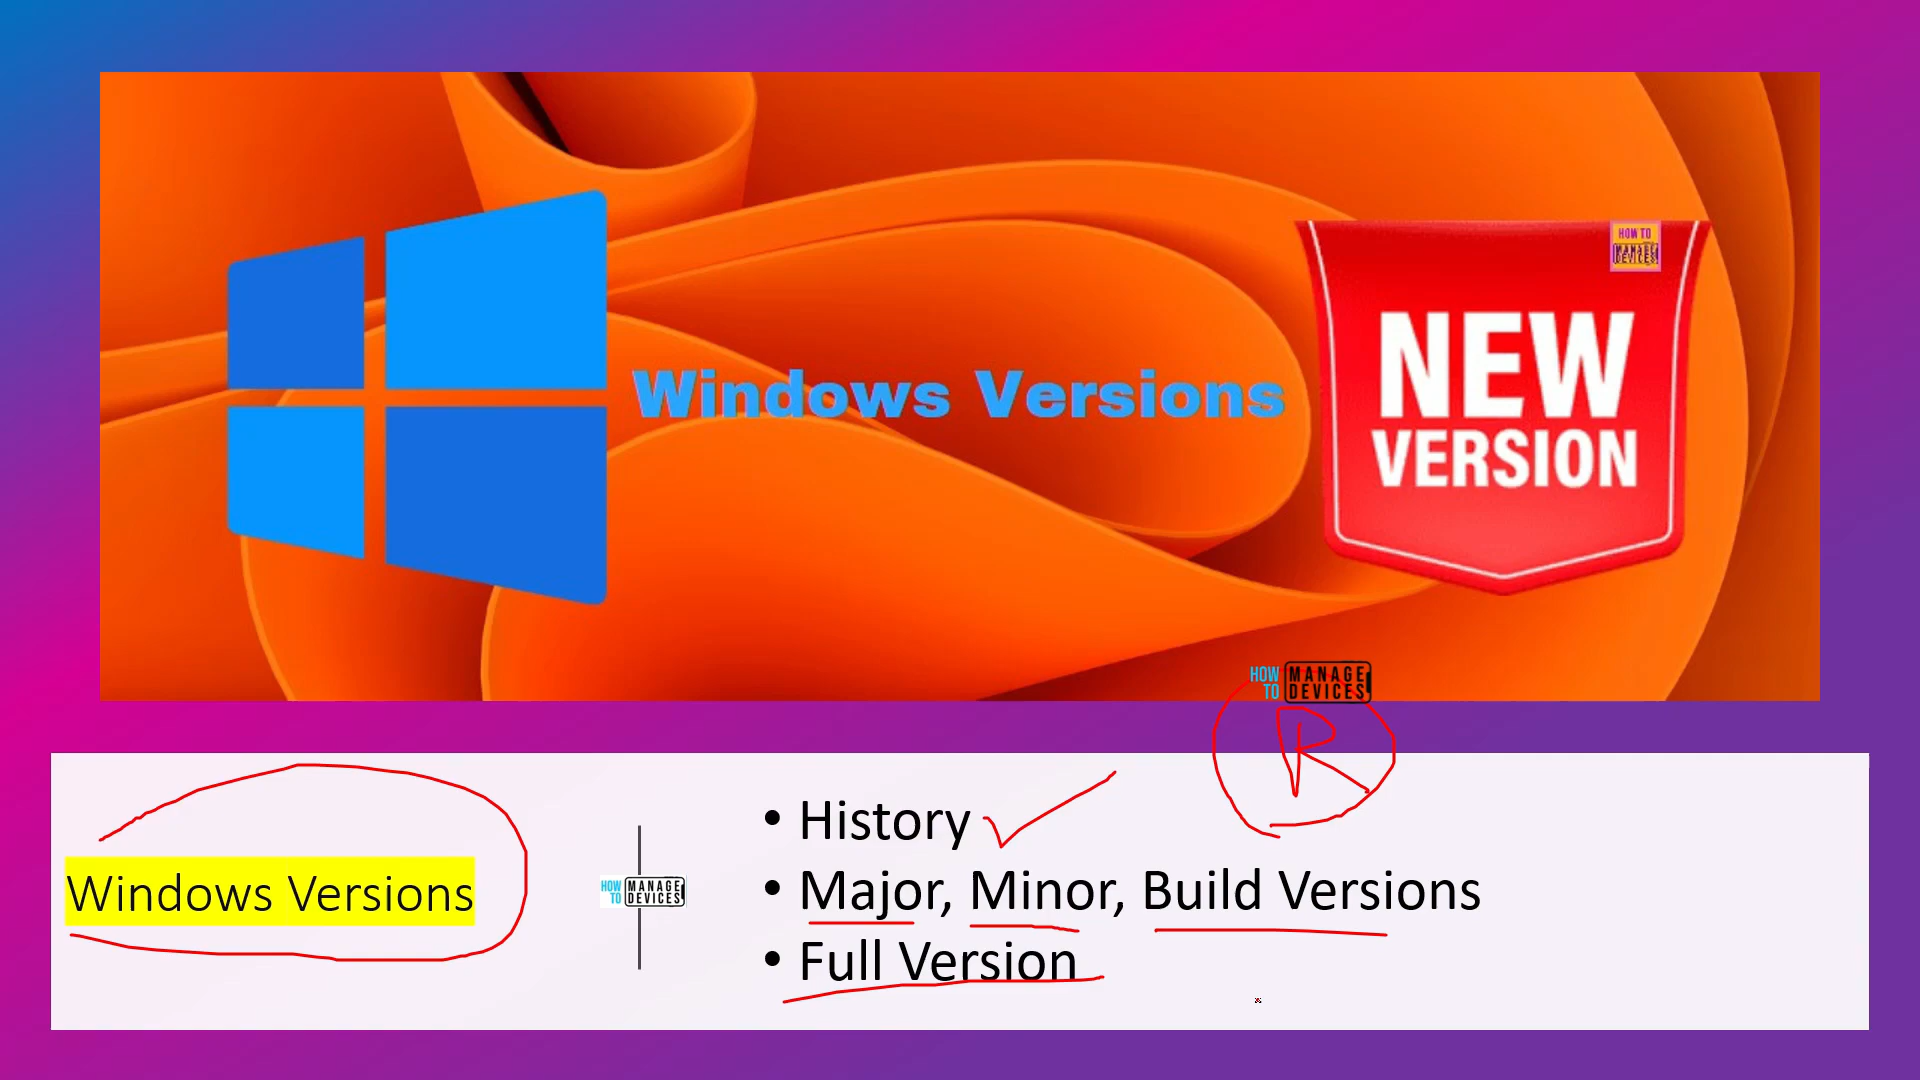 HOW TO
MANAGE
DEVICES
NEW
VERSION
Windows Versions
HOW TO
MANAGE
DEVICES
R
Windows Versions
HOW TO
MANAGE
DEVICES
• History
• Major, Minor, Build Versions
• Full Version